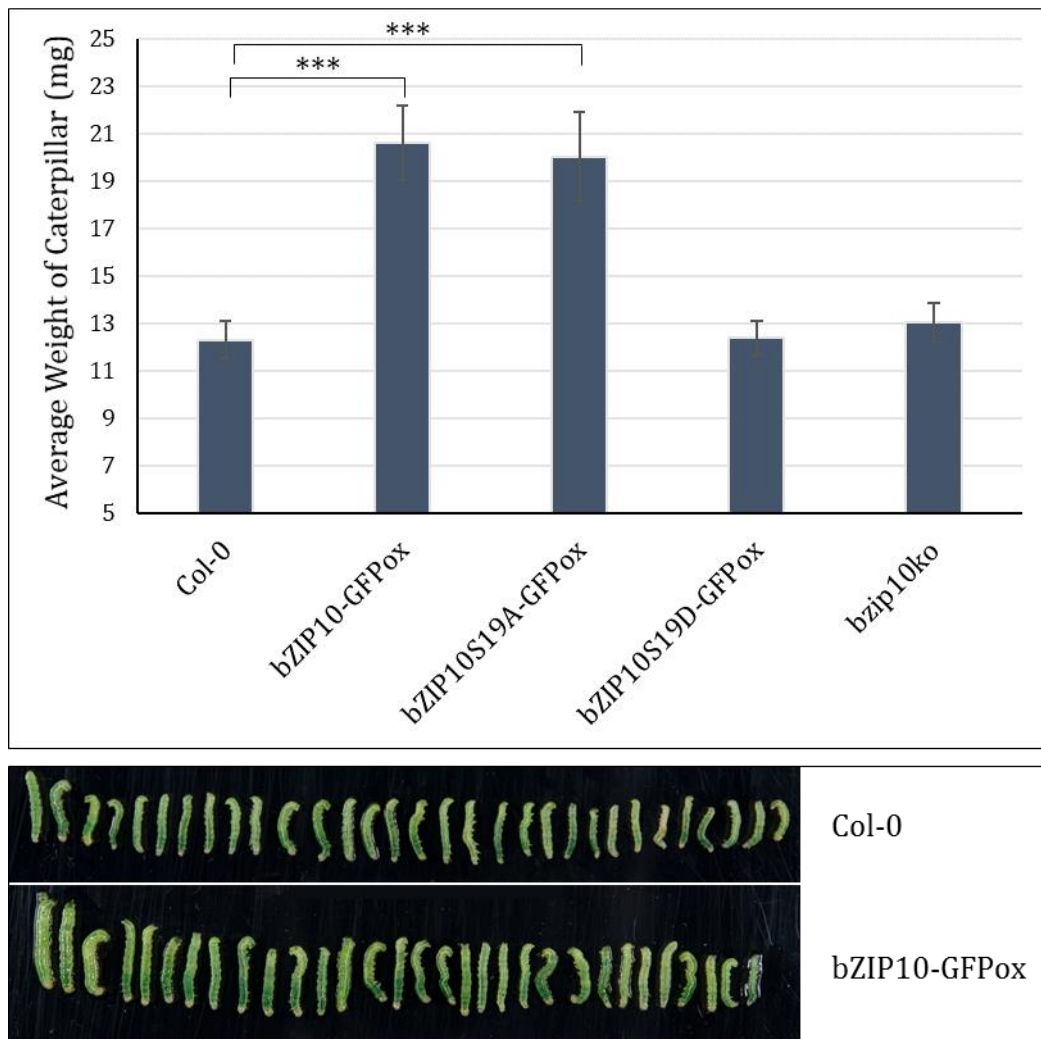 Average Weight of Caterpillar (mg)
25
23
21
19
17
15
13
11
9
7
5
***
***
Col-0
bZIP10-GFPox
bZIP10S19A-GFPox
bZIP10S19D-GFPox
bzip10ko
Col-0
bZIP10-GFPox